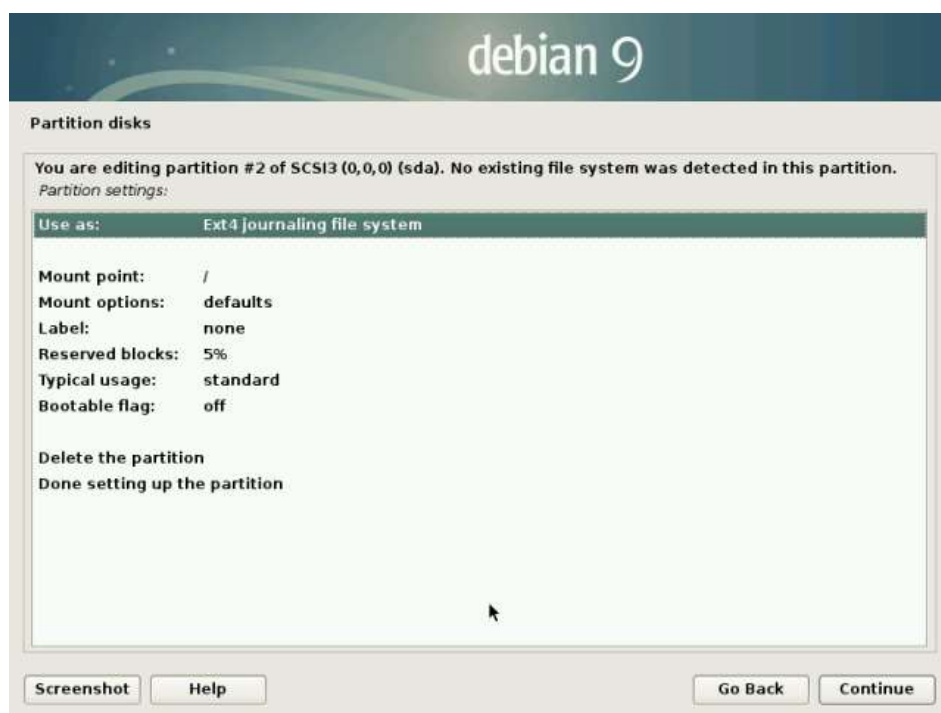 debian 9
Partition disks
You are editing partition #2 of SCSI3 (0,0,0) (sda). No existing file system was detected in this partition.
Partition settings:
Use as: Ext4 journaling file system
Mount point: /
Mount options: defaults
Label: none
Reserved blocks: 5%
Typical usage: standard
Bootable flag: off
Delete the partition
Done setting up the partition
Screenshot Help Go Back Continue